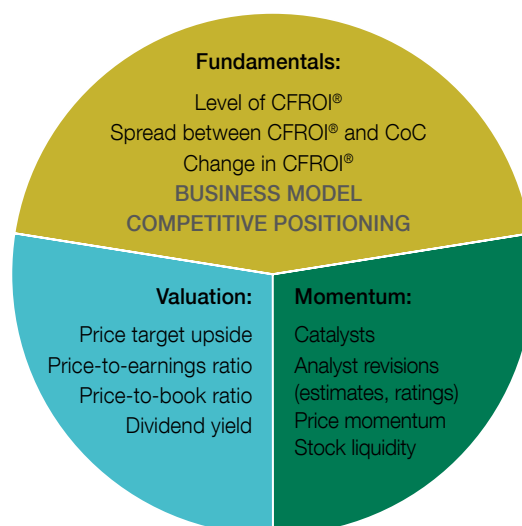 Fundamentals:
Level of CFROI®
Spread between CFROI® and CoC
Change in CFROI®
BUSINESS MODEL
COMPETITIVE POSITIONING
Valuation:
Price target upside
Price-to-earnings ratio
Price-to-book ratio
Dividend yield
Momentum:
Catalysts
Analyst revisions
(estimates, ratings)
Price momentum
Stock liquidity